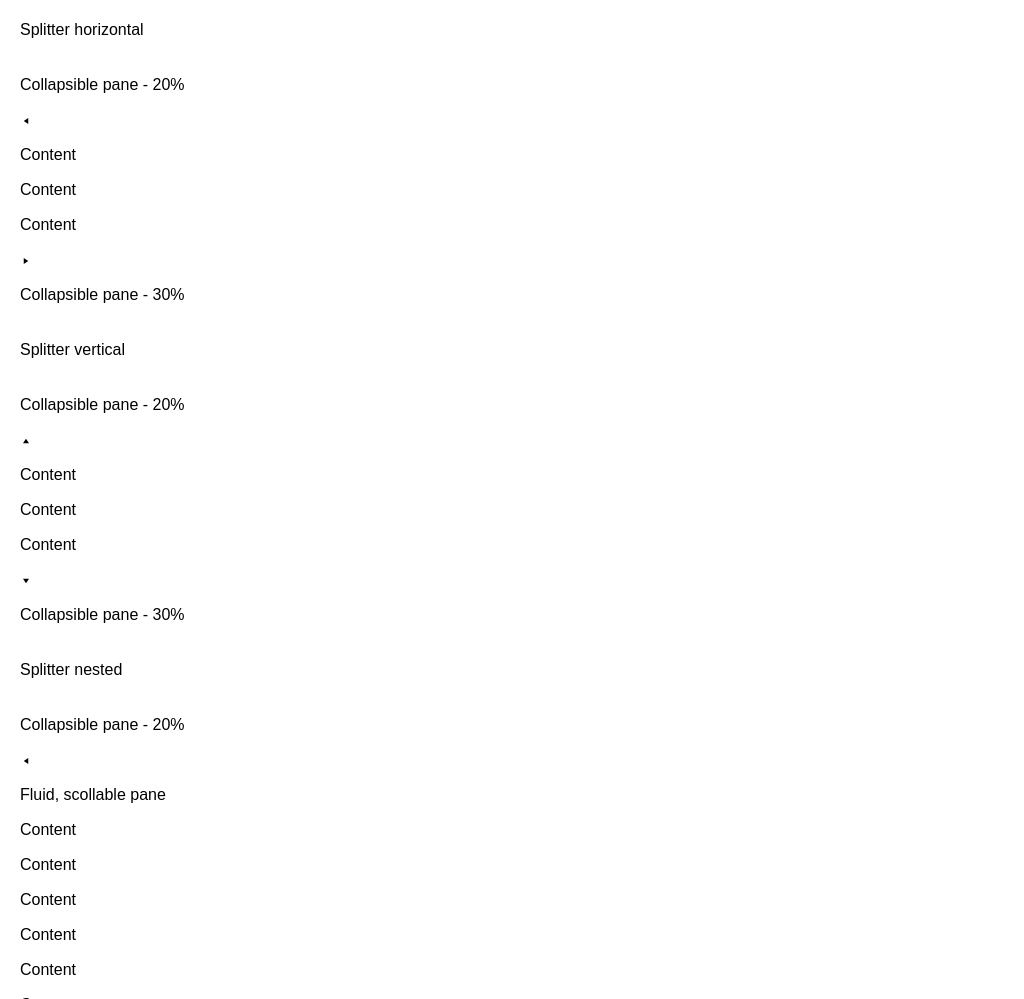 Splitter horizontal
Collapsible pane - 20%
Content
Content
Content
Collapsible pane - 30%
Splitter vertical
Collapsible pane - 20%
Content
Content
Content
Collapsible pane - 30%
Splitter nested
Collapsible pane - 20%
Fluid, scollable pane
Content
Content
Content
Content
Content